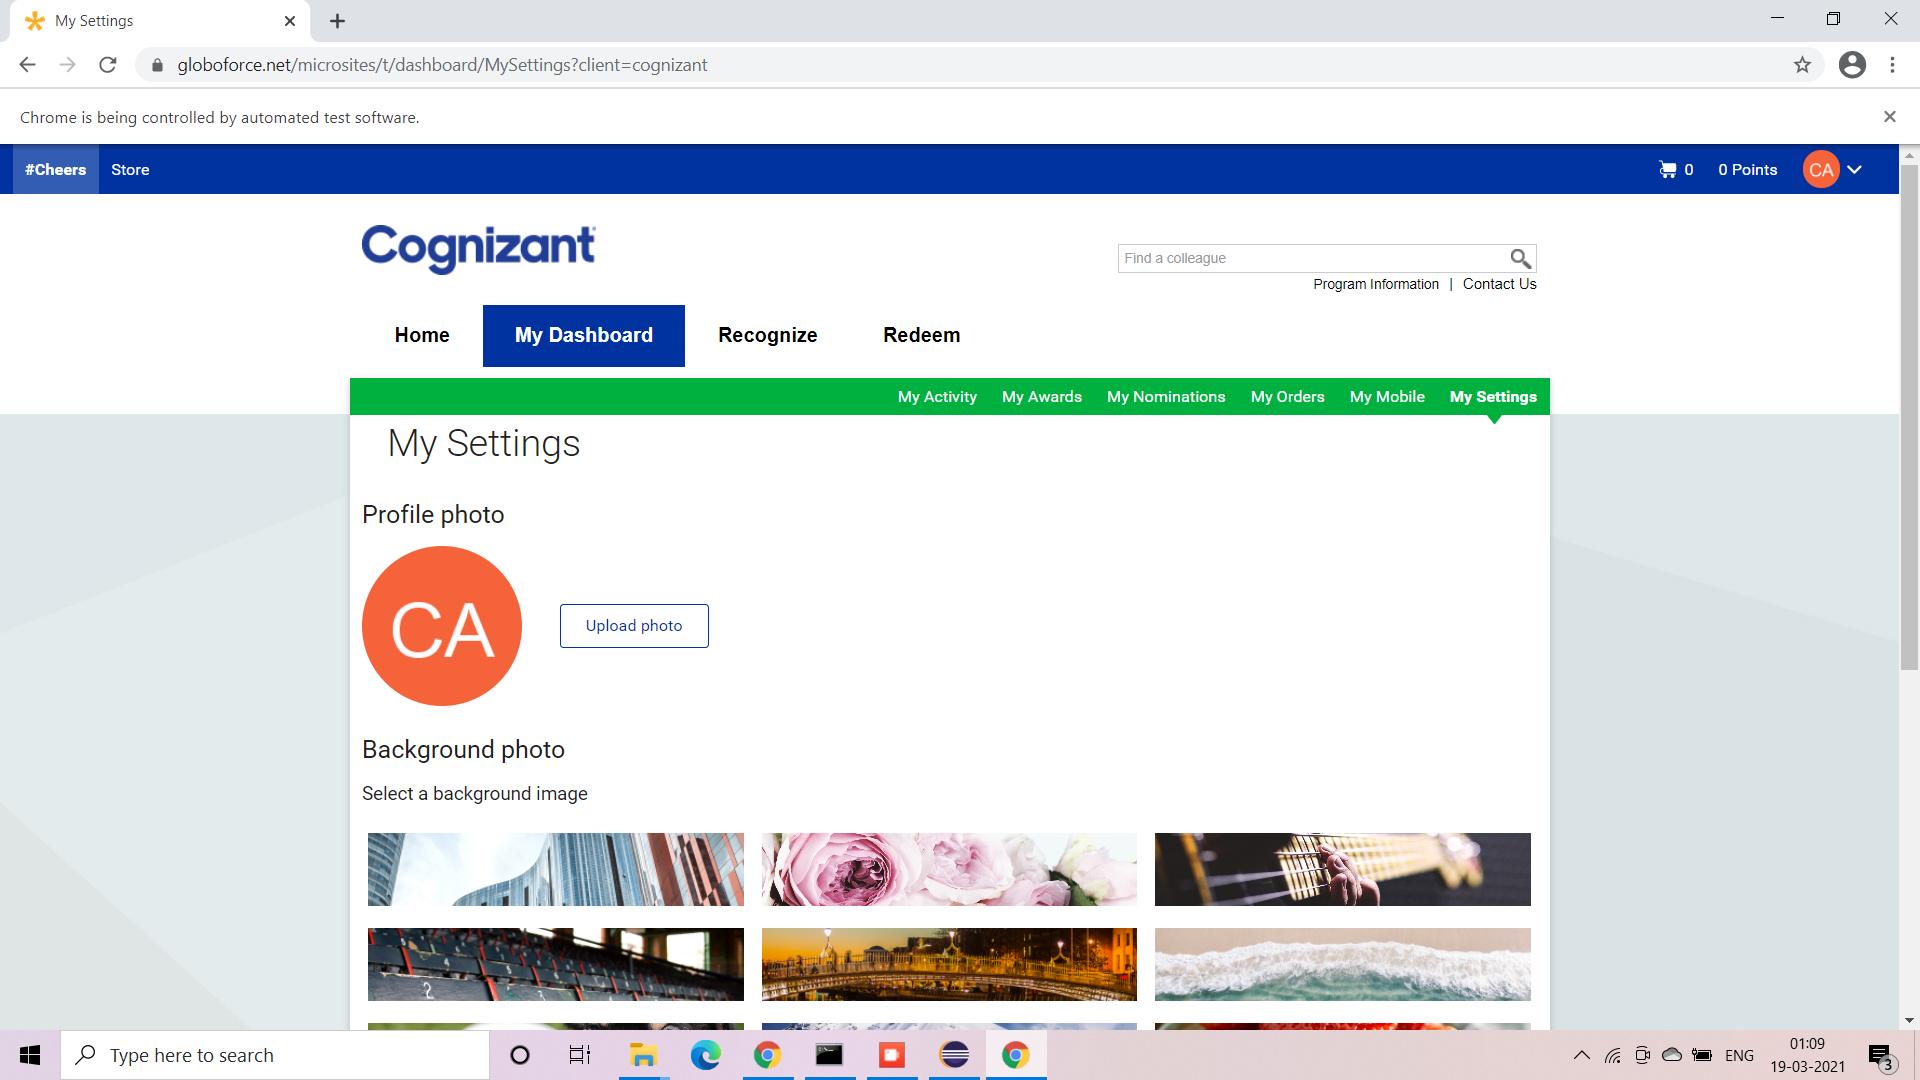 My Settings
globoforce.net/microsites/t/dashboard/MySettings?client=cognizant
Chrome is being controlled by automated test software.
#Cheers Store 0 0 Points CA
Cognizant
Find a colleague
Program Information | Contact Us
Home My Dashboard Recognize Redeem
My Activity My Awards My Nominations My Orders My Mobile My Settings
My Settings
Profile photo
CA
Upload photo
Background photo
Select a background image
2
Type here to search
ENG
01:09
19-03-2021
3